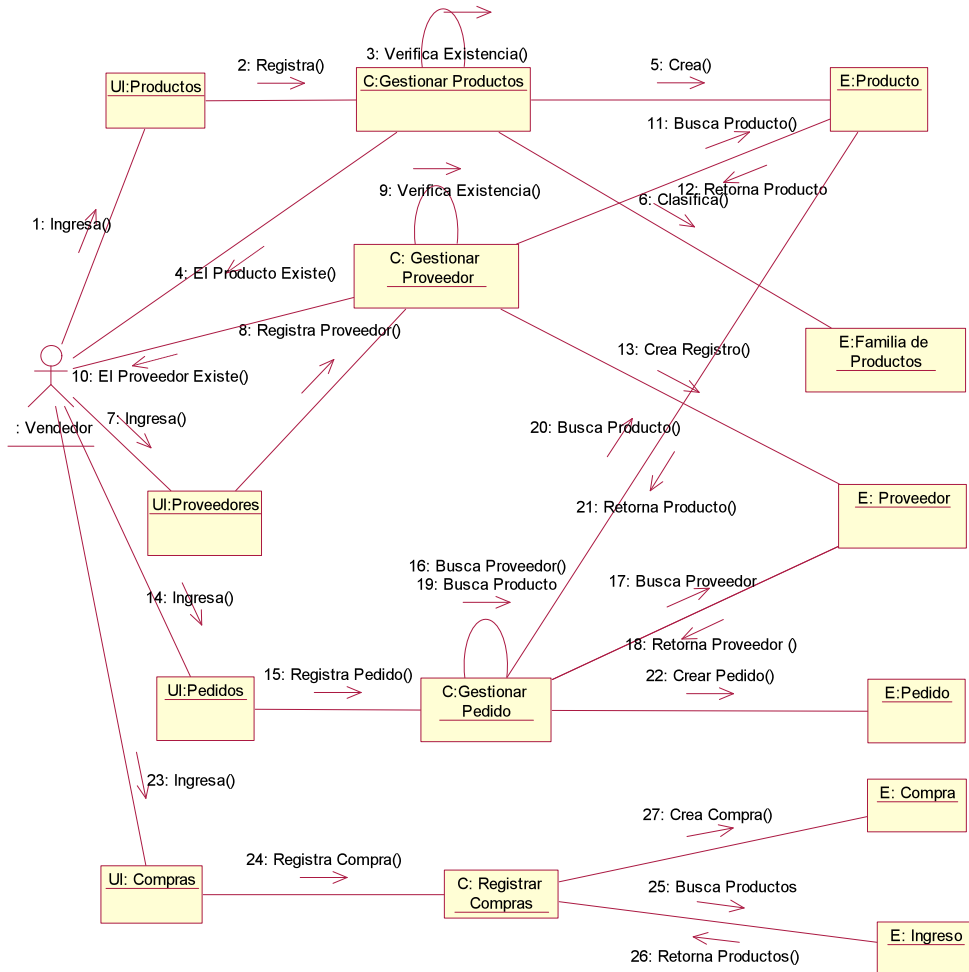 3: Verifica Existencia()
2: Registra()
5: Crea()
UI:Productos
C:Gestionar Productos
E:Producto
11: Busca Producto()
9: Verifica Existencia()
12: Retorna Producto
6: Clasifica()
1: Ingresa()
C: Gestionar
Proveedor
4: El Producto Existe()
8: Registra Proveedor()
E:Familia de
Productos
13: Crea Registro()
10: El Proveedor Existe()
7: Ingresa()
: Vendedor
20: Busca Producto()
UI:Proveedores
E: Proveedor
21: Retorna Producto()
16: Busca Proveedor()
19: Busca Producto
17: Busca Proveedor
14: Ingresa()
18: Retorna Proveedor ()
15: Registra Pedido()
22: Crear Pedido()
UI:Pedidos
C:Gestionar
Pedido
E:Pedido
23: Ingresa()
E: Compra
27: Crea Compra()
24: Registra Compra()
UI: Compras
C: Registrar
Compras
25: Busca Productos
E: Ingreso
26: Retorna Productos()